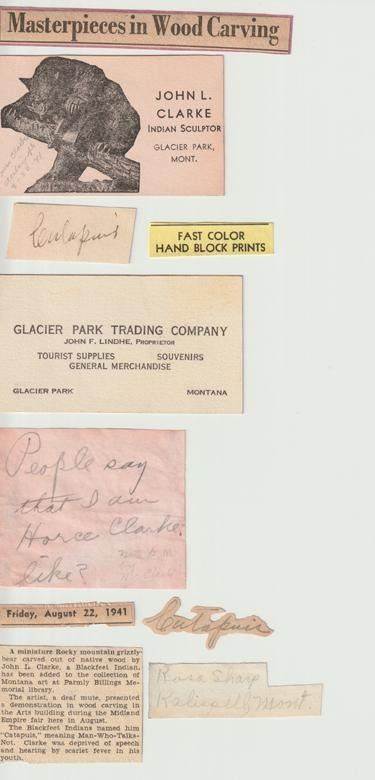 Masterpieces in Wood Carving
JOHN L.
CLARKE
INDIAN SCULPTOR
GLACIER PARK,
MONT.
Cutapuis
FAST COLOR
HAND BLOCK PRINTS
GLACIER PARK TRADING COMPANY
JOHN F. LINDHE, PROPRIETOR
TOURIST SUPPLIES SOUVENIRS
GENERAL MERCHANDISE
GLACIER PARK MONTANA
People say
that I am
Horce Clarke.
like?
Friday, August 22, 1941
Cutapuis
A miniature Rocky mountain grizzly
bear carved out of native wood by
John L. Clarke, a Blackfeet Indian,
has been added to the collection of
Montana art at Parmly Billings Me-
morial library.
The artist, a deaf mute, presented a
demonstration in wood carving in
the Arts building during the Midland
Empire fair here in August.
The Blackfeet Indians named him
"Catapuis," meaning Man-Who-Talks-
Not. Clarke was deprived of speech
and hearing by scarlet fever in his
youth.
Rosa Sharp
Kalispell, Mont.